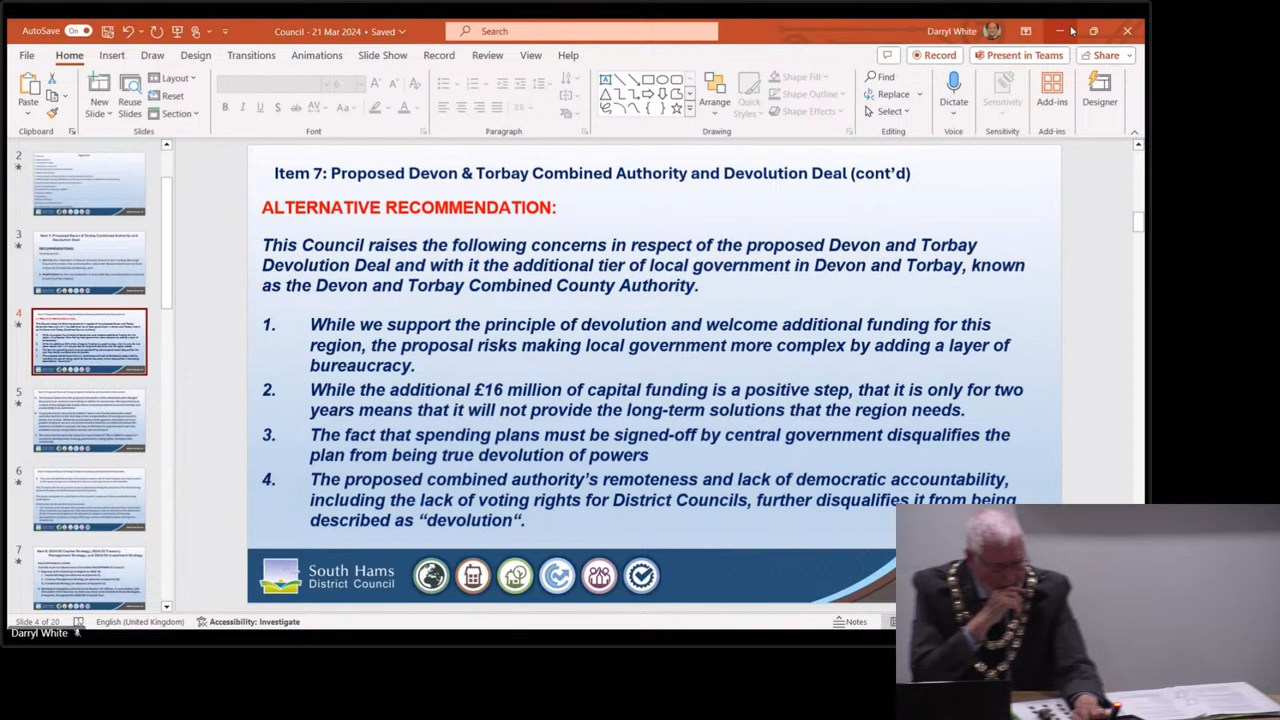 AutoSave On Council - 21 Mar 2024 • Saved Search Darryl White
File Home Insert Draw Design Transitions Animations Slide Show Record Review View Help Record Present in Teams Share
Paste New Slide Reuse Slides Layout Reset Section Arrange Quick Styles Shape Fill Shape Outline Shape Effects Find Replace Select Dictate Sensitivity Add-ins Designer
Clipboard Slides Font Paragraph Drawing Editing Voice Sensitivity Add-ins
2
3
4
5
6
7
Item 7: Proposed Devon & Torbay Combined Authority and Devolution Deal (cont'd)
ALTERNATIVE RECOMMENDATION:
This Council raises the following concerns in respect of the proposed Devon and Torbay
Devolution Deal and with the additional tier of local government in Devon and Torbay, known
as the Devon and Torbay Combined County Authority.
1. While we support the principle of devolution and welcome additional funding for this
region, the proposal risks making local government more complex by adding a layer of
bureaucracy.
2. While the additional £16 million of capital funding is a positive step, that it is only for two
years means that it does not provide the long-term solutions that the region needs.
3. The fact that spending plans must be signed-off by central government disqualifies the
plan from being true devolution of powers
4. The proposed combined authority's remoteness and lack of democratic accountability,
including the lack of voting rights for District Councils, further disqualifies it from being
described as "devolution".
South Hams
District Council
Slide 4 of 20 English (United Kingdom) Accessibility: Investigate Notes
Darryl White